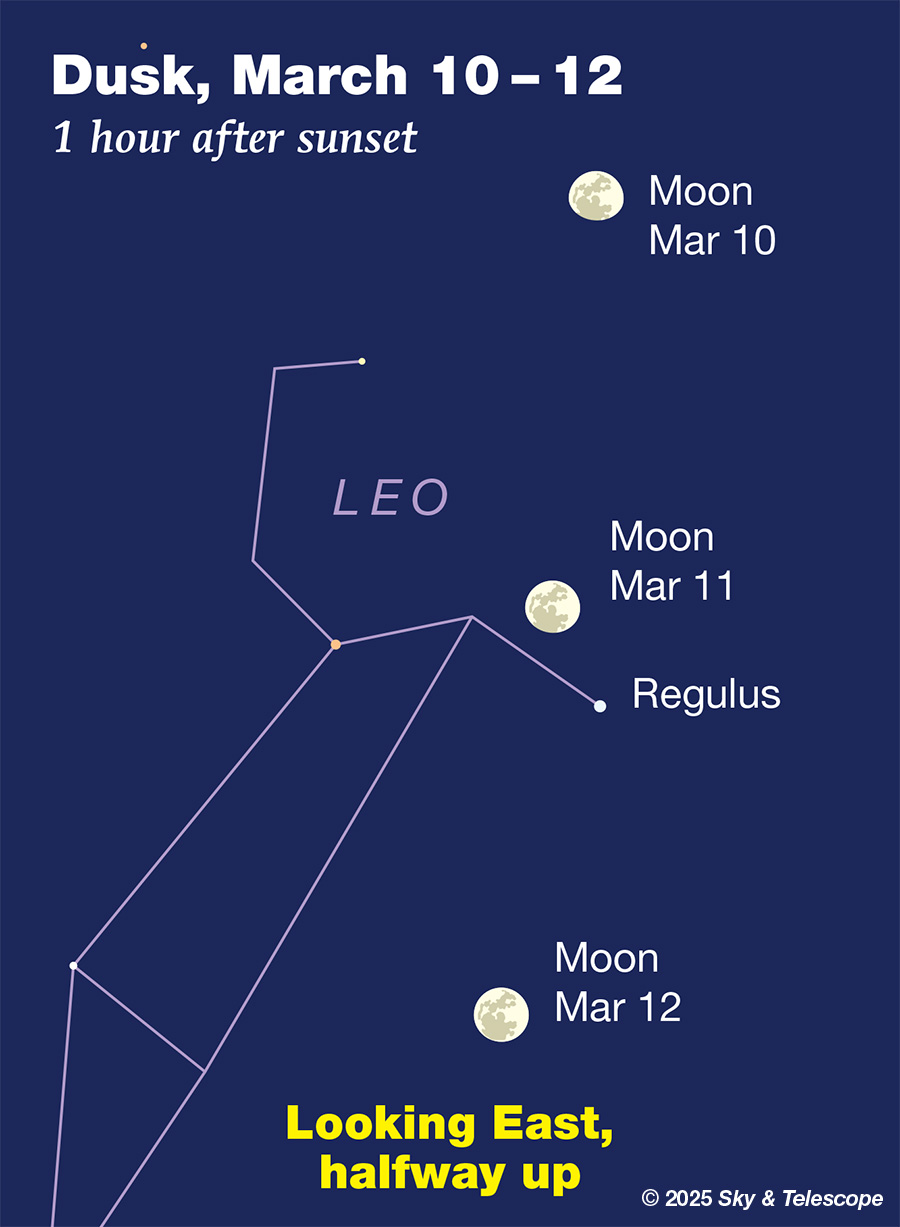 Dusk, March 10 – 12
1 hour after sunset
Moon
Mar 10
LEO
Moon
Mar 11
Regulus
Moon
Mar 12
Looking East,
halfway up
© 2025 Sky & Telescope